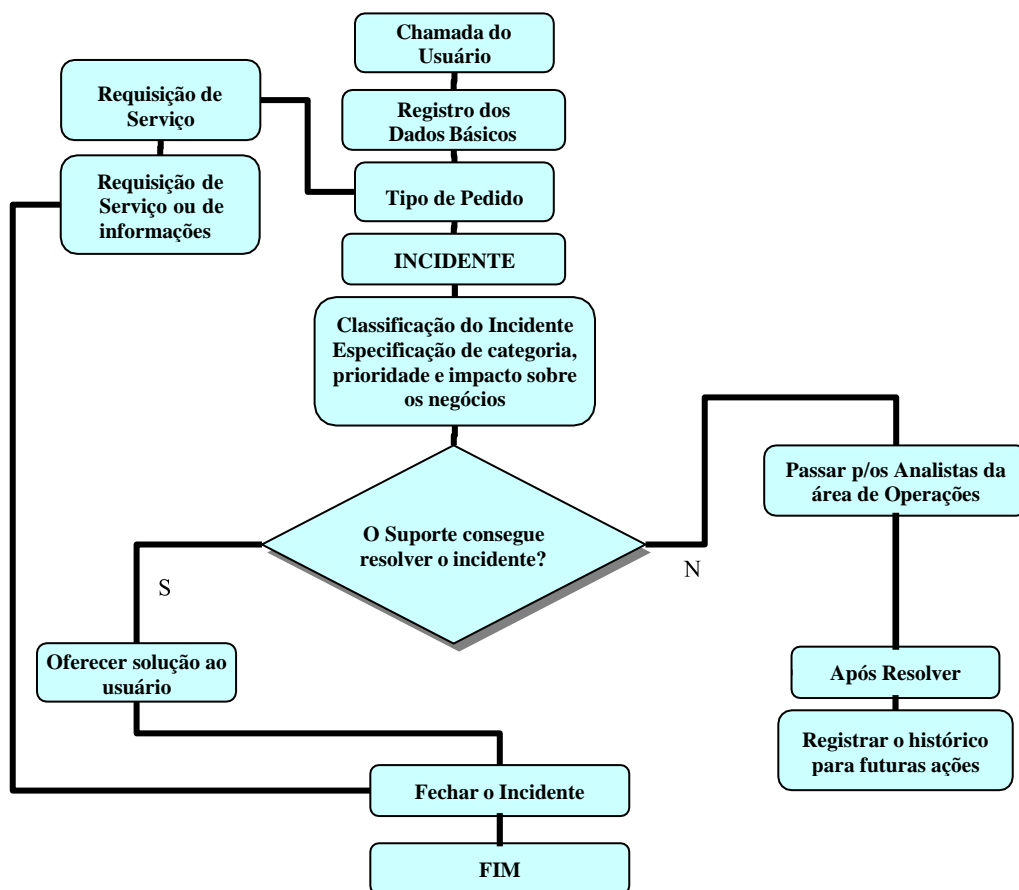 Chamada do
Usuário
Requisição de
Serviço
Registro dos
Dados Básicos
Requisição de
Serviço ou de
informações
Tipo de Pedido
INCIDENTE
Classificação do Incidente
Especificação de categoria,
prioridade e impacto sobre
os negócios
Passar p/os Analistas da
área de Operações
O Suporte consegue
resolver o incidente?
S
N
Oferecer solução ao
usuário
Após Resolver
Registrar o histórico
para futuras ações
Fechar o Incidente
FIM